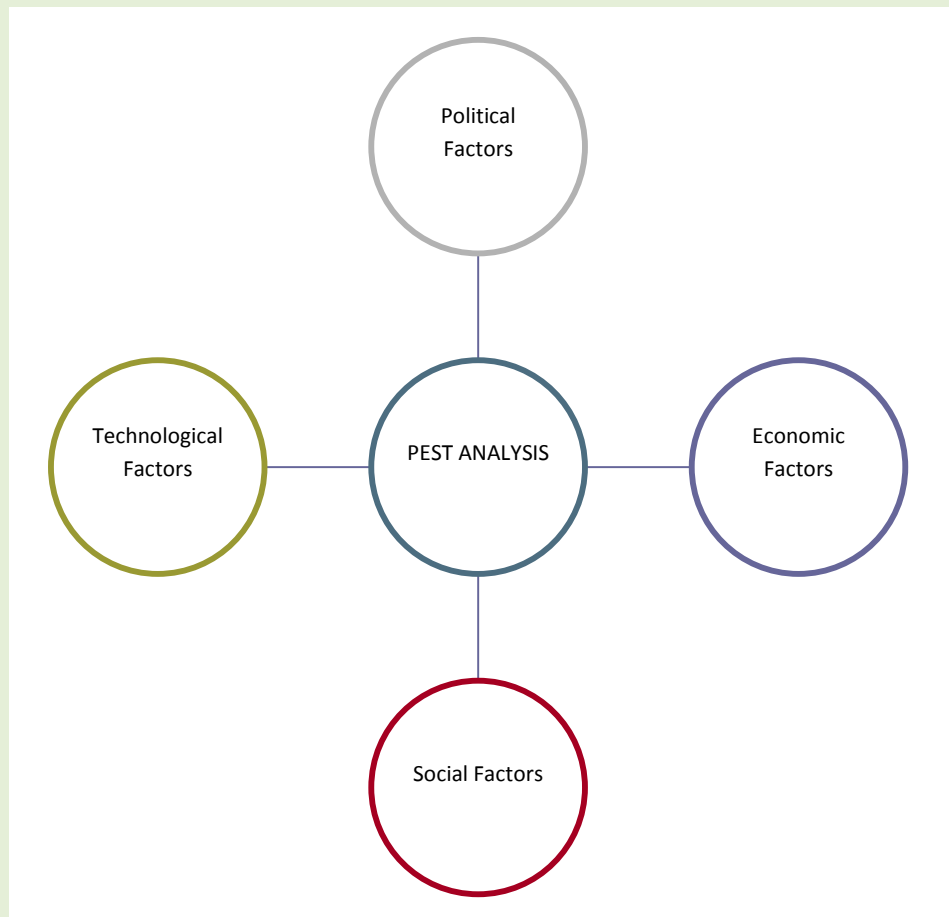 Political
Factors
Technological
Factors
PEST ANALYSIS
Economic
Factors
Social Factors